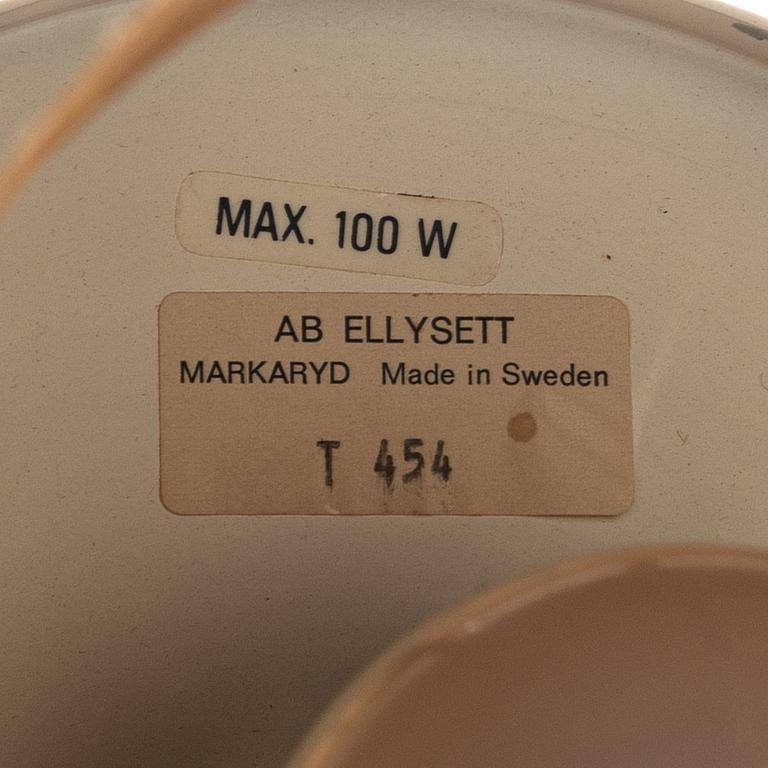 MAX. 100 W
AB ELLYSETT
MARKARYD Made in Sweden
T 454